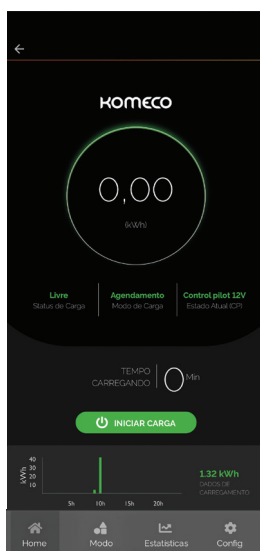 KOMECO
0,00
(kWh)
Livre Agendamento Control pilot 12V
Status de Carga Modo de Carga Estado Atual (CP)
TEMPO
CARREGANDO 0 Min
INICIAR CARGA
kWh
40
30
20
10
5h 10h 15h 20h
1.32 kWh
DADOS DE
CARREGAMENTO
Home Modo Estatísticas Config